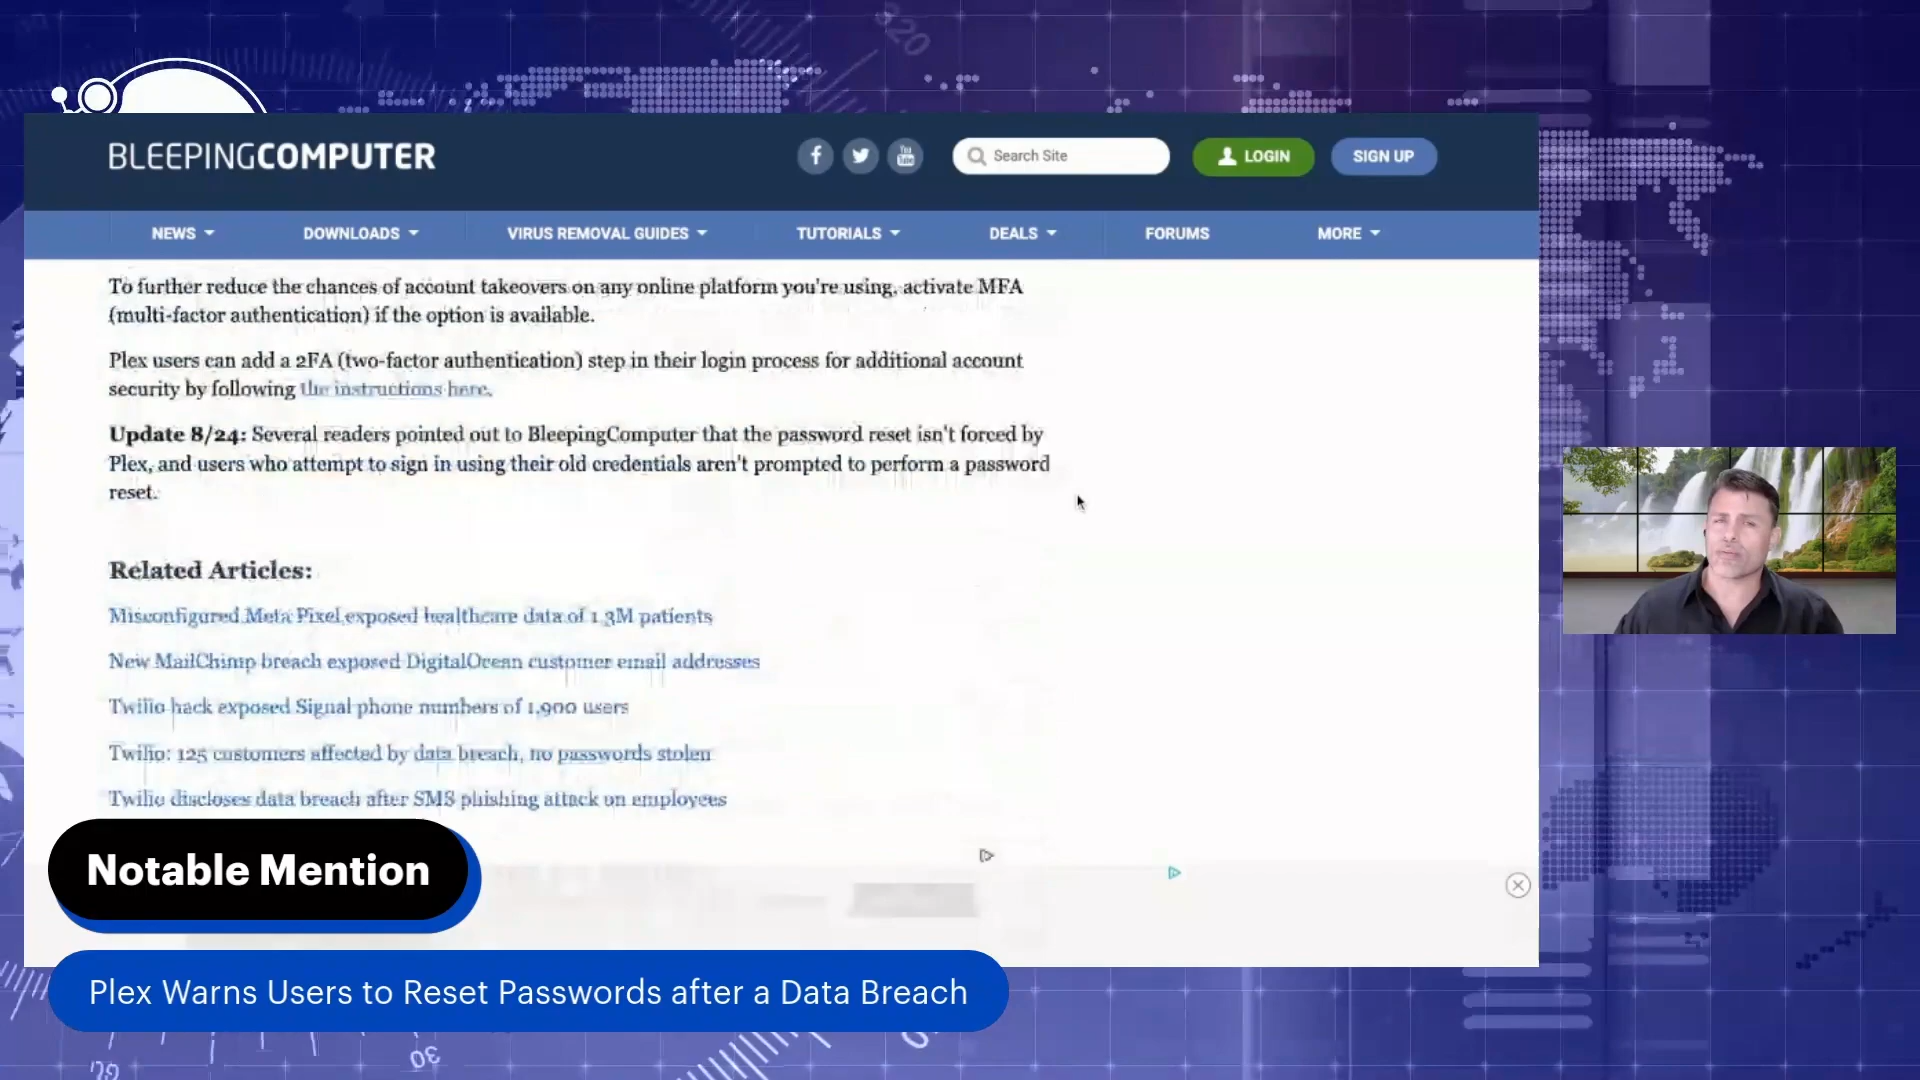 320
BLEEPINGCOMPUTER
Search Site
LOGIN
SIGN UP
NEWS
DOWNLOADS
VIRUS REMOVAL GUIDES
TUTORIALS
DEALS
FORUMS
MORE
To further reduce the chances of account takeovers on any online platform you're using, activate MFA
(multi-factor authentication) if the option is available.
Plex users can add a 2FA (two-factor authentication) step in their login process for additional account
security by following the instructions here.
Update 8/24: Several readers pointed out to BleepingComputer that the password reset isn't forced by
Plex, and users who attempt to sign in using their old credentials aren't prompted to perform a password
reset.
Related Articles:
Misconfigured Meta Pixel exposed healthcare data of 1.3M patients
New MailChimp breach exposed DigitalOcean customer email addresses
Twilio hack exposed Signal phone numbers of 1,900 users
Twilio: 125 customers affected by data breach, no passwords stolen
Twilio discloses data breach after SMS phishing attack on employees
Notable Mention
Plex Warns Users to Reset Passwords after a Data Breach
30